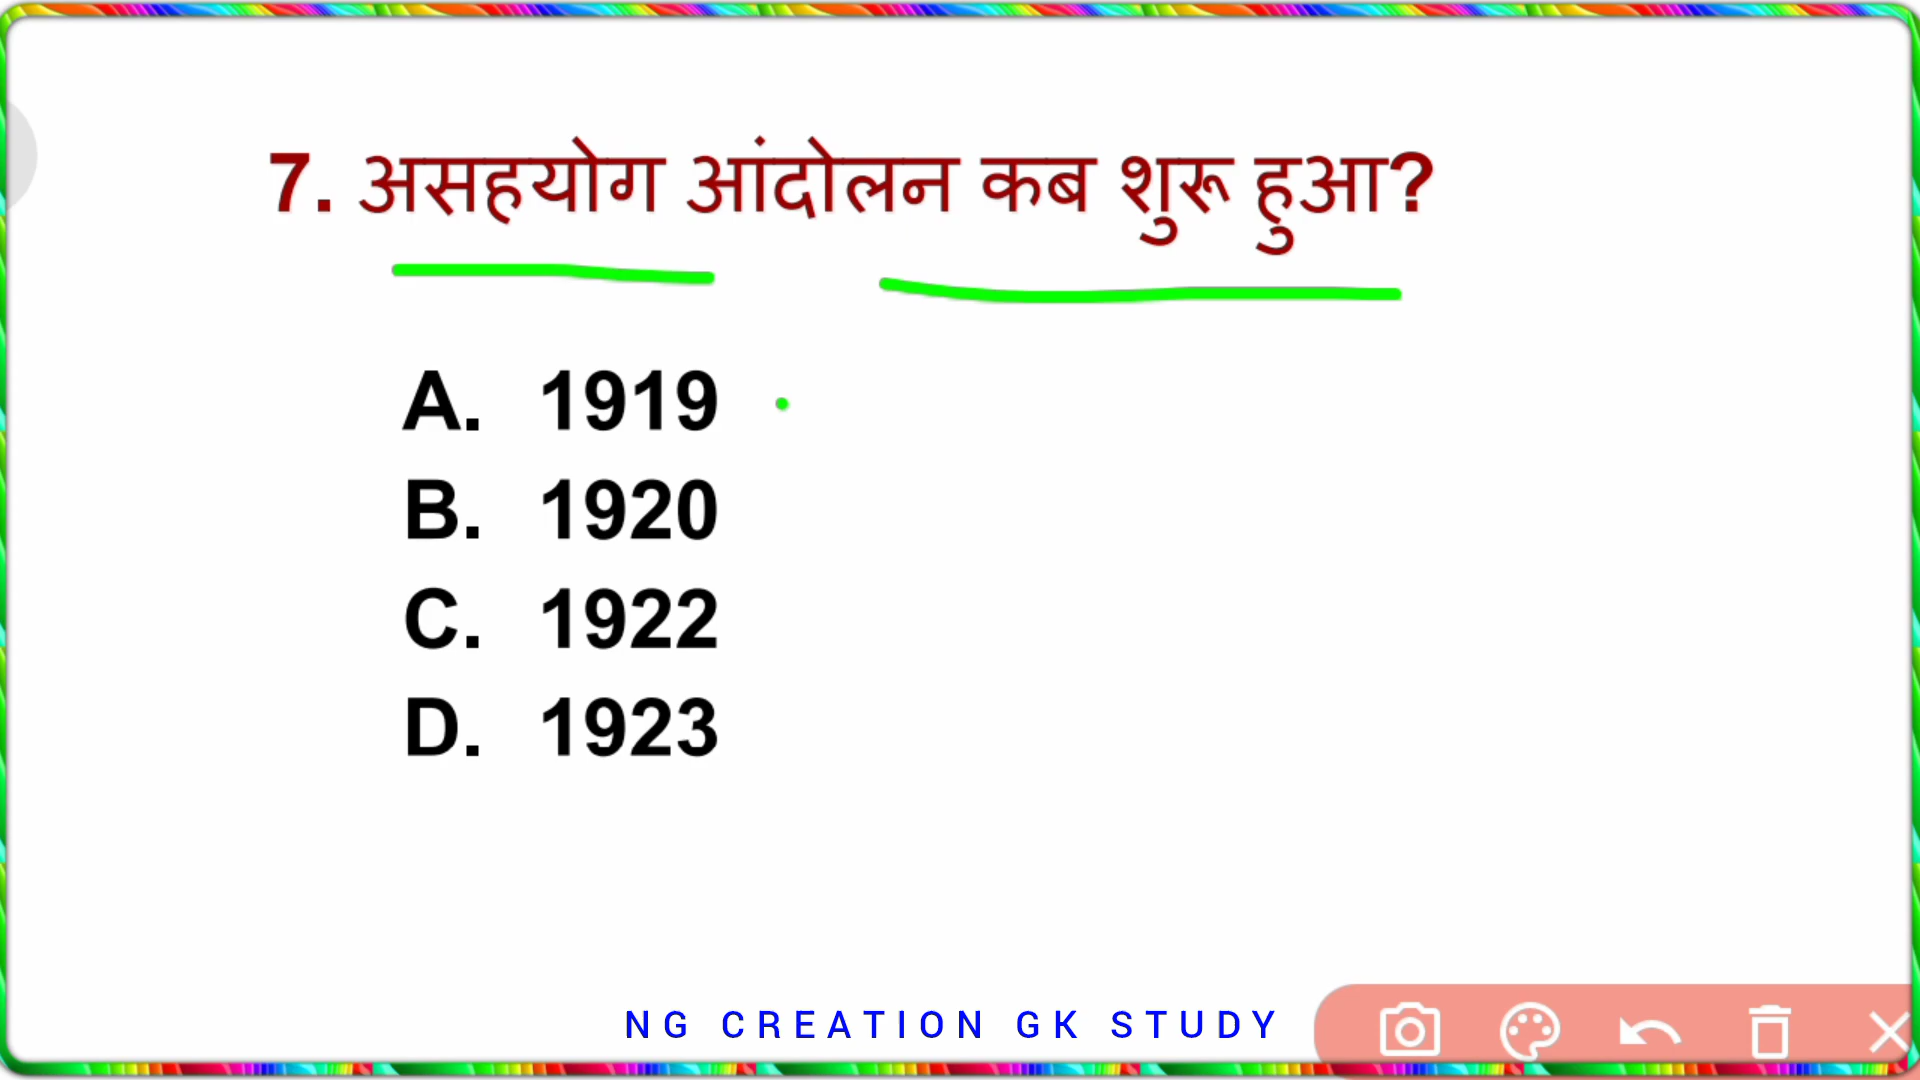 7. असहयोग आंदोलन कब शुरू हुआ?
A. 1919
B. 1920
C. 1922
D. 1923
NG CREATION GK STUDY